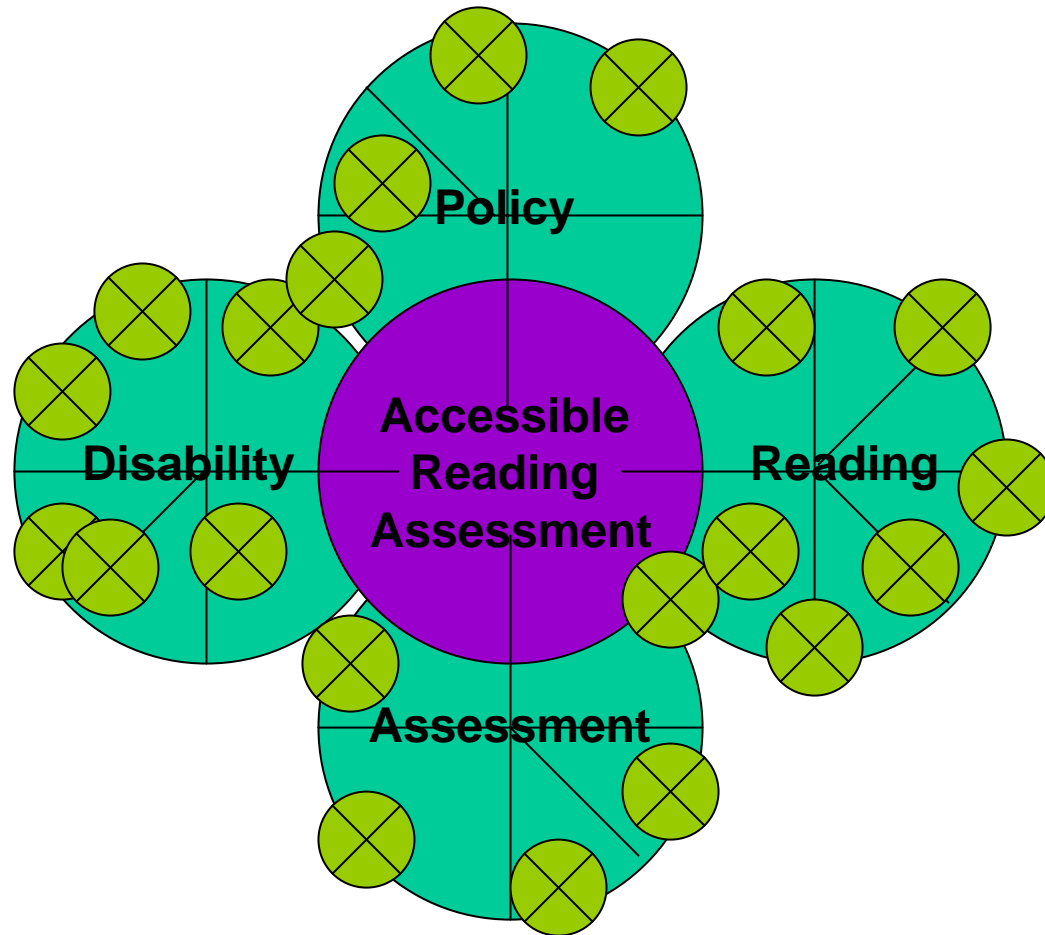 Policy
Accessible
Reading
Assessment
Disability
Reading
Assessment